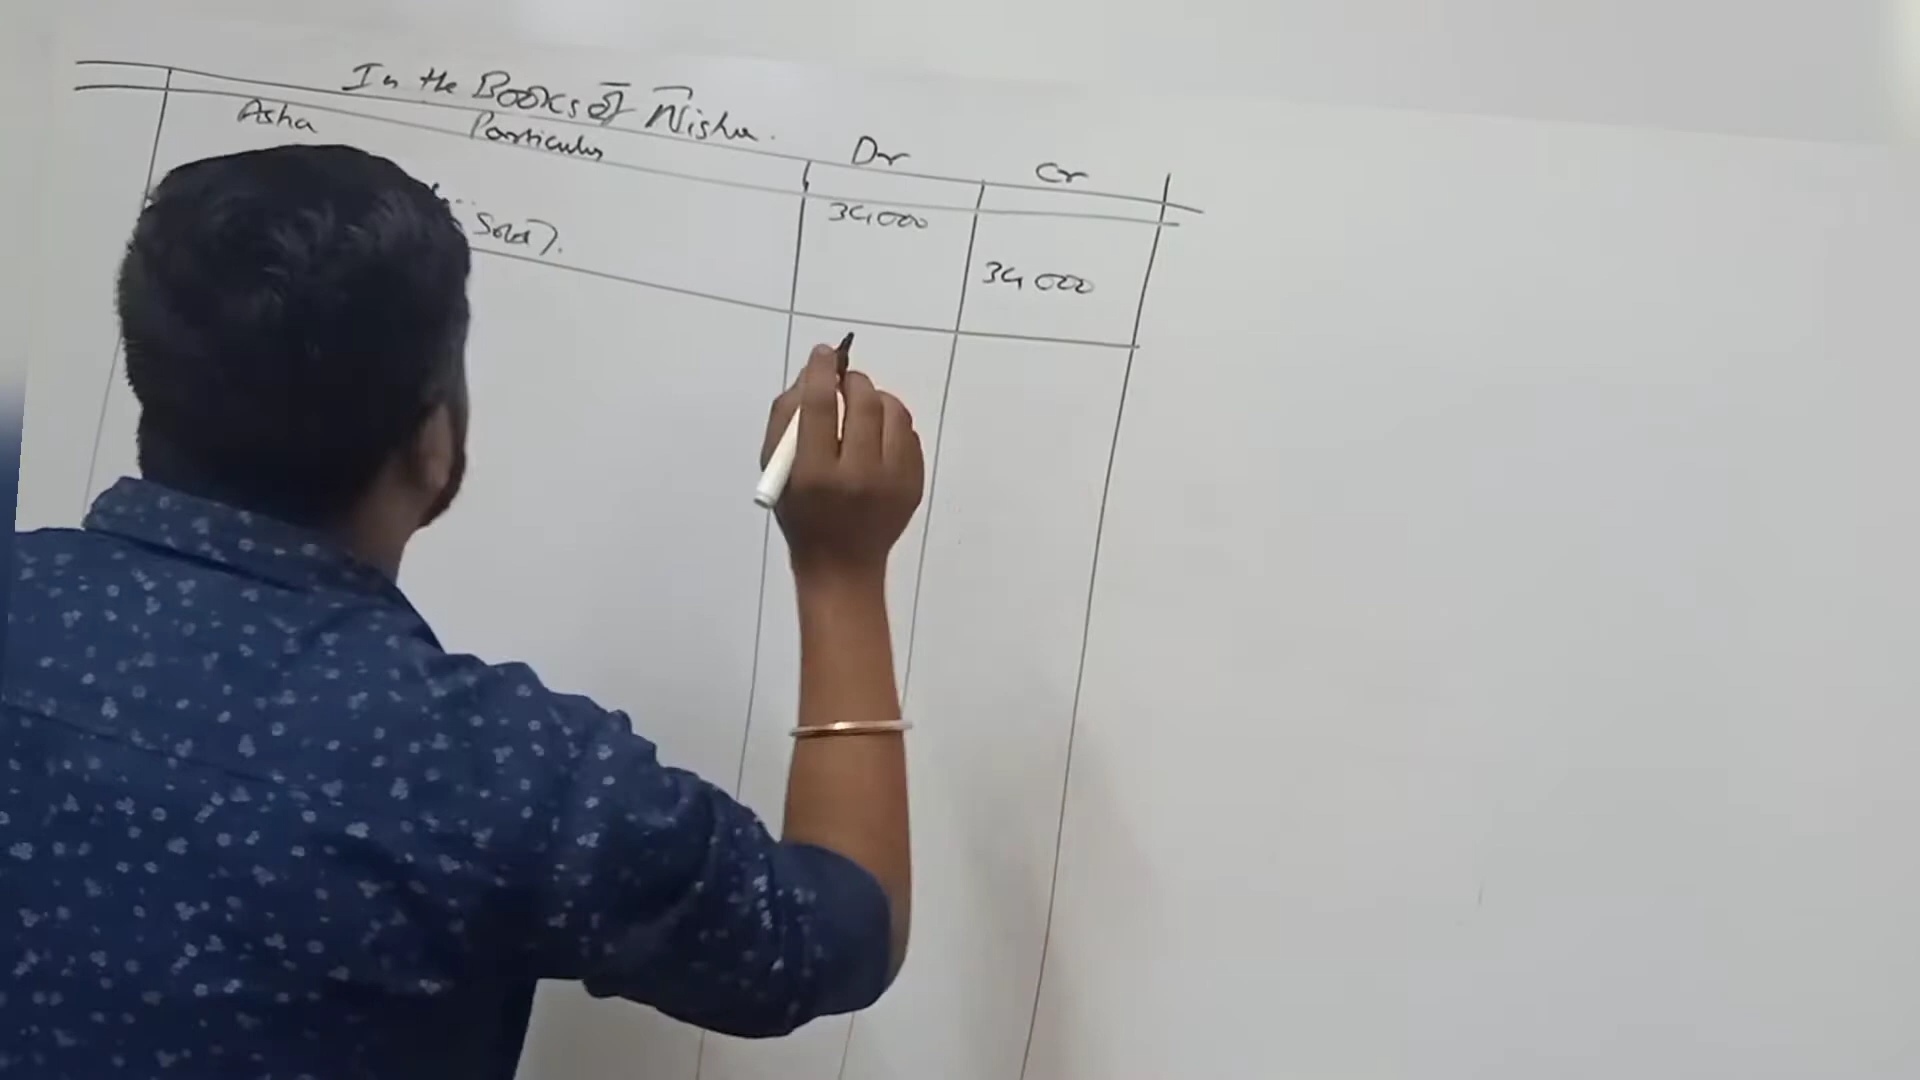 In the Books of Nisha.
Particulars Dr Cr
Asha 34000
Sold). 34000